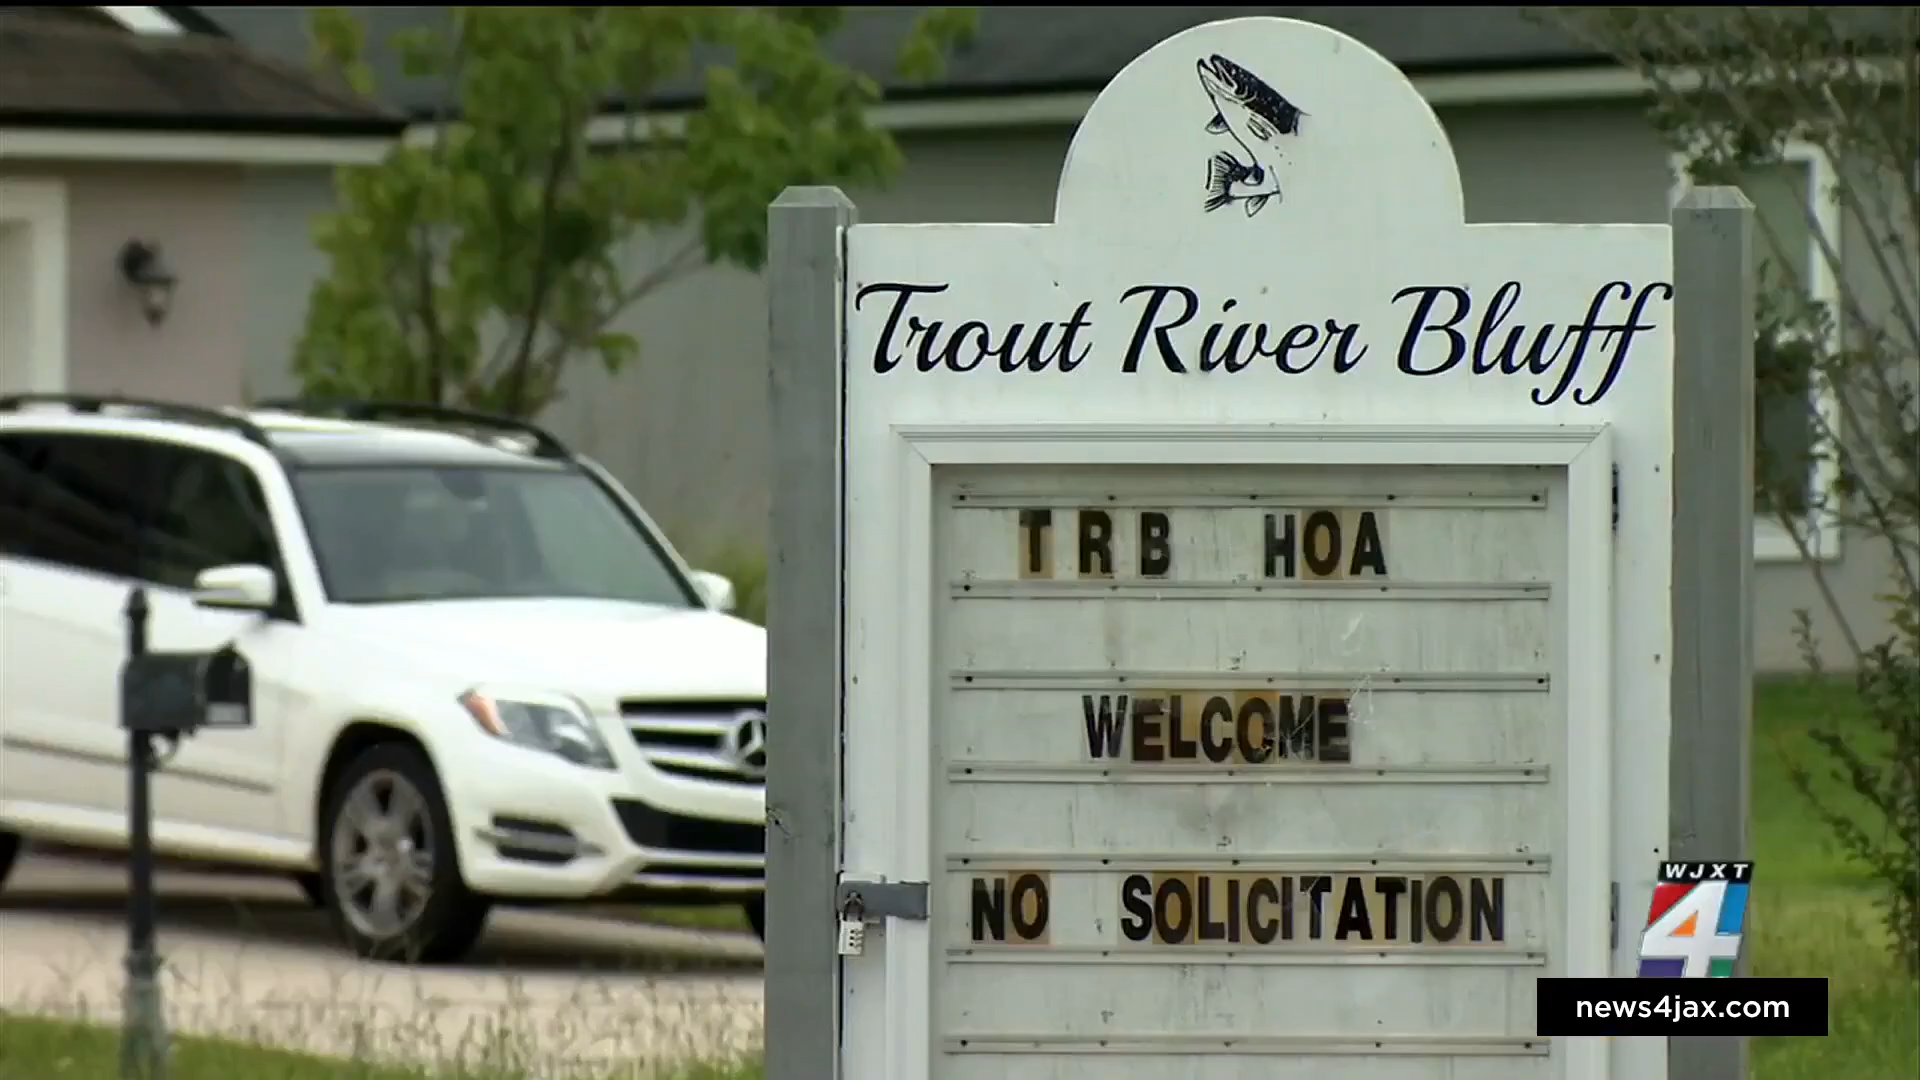 Trout River Bluff
TRB HOA
WELCOME
NO SOLICITATION
WJXT
4
news4jax.com